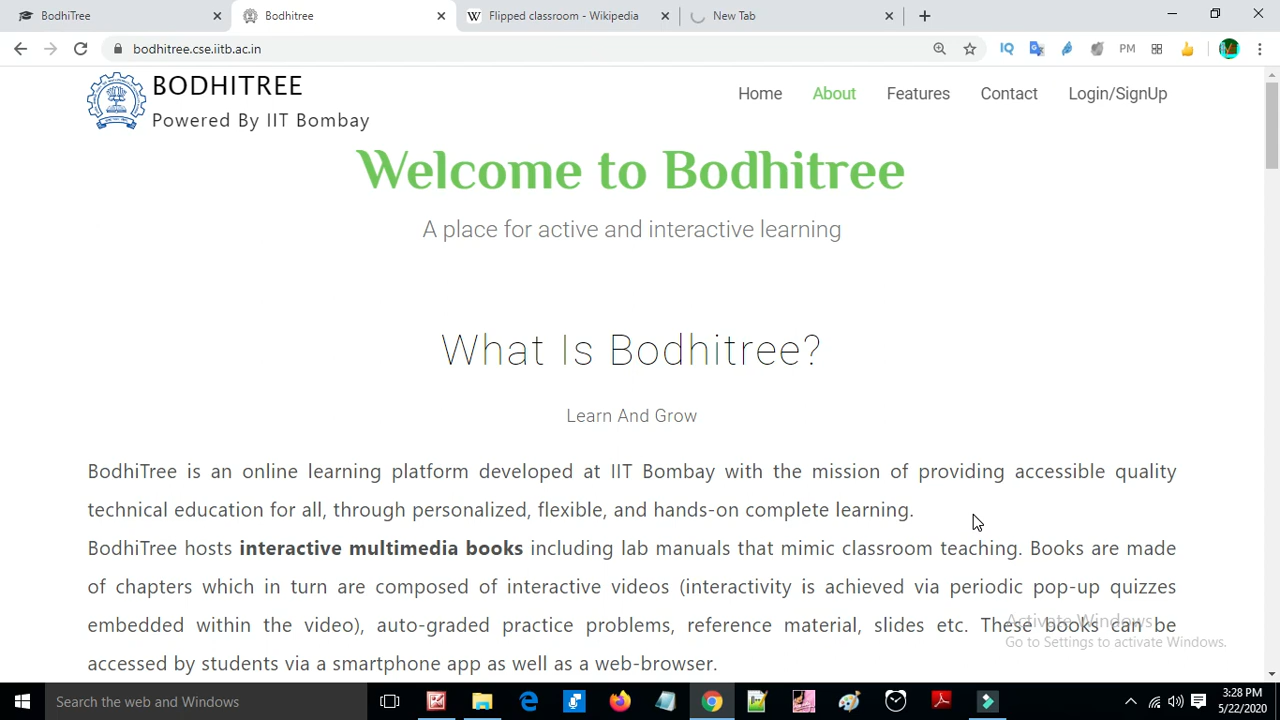 BodhiTree
Bodhitree
Flipped classroom - Wikipedia
New Tab
bodhitree.cse.iitb.ac.in
IQ
PM
BODHITREE
Powered By IIT Bombay
Home
About
Features
Contact
Login/SignUp
Welcome to Bodhitree
A place for active and interactive learning
What Is Bodhitree?
Learn And Grow
BodhiTree is an online learning platform developed at IIT Bombay with the mission of providing accessible quality
technical education for all, through personalized, flexible, and hands-on complete learning.
BodhiTree hosts interactive multimedia books including lab manuals that mimic classroom teaching. Books are made
of chapters which in turn are composed of interactive videos (interactivity is achieved via periodic pop-up quizzes
embedded within the video), auto-graded practice problems, reference material, slides etc. These books can be
accessed by students via a smartphone app as well as a web-browser.
Activate Windows
Go to Settings to activate Windows.
Search the web and Windows
3:28 PM
5/22/2020